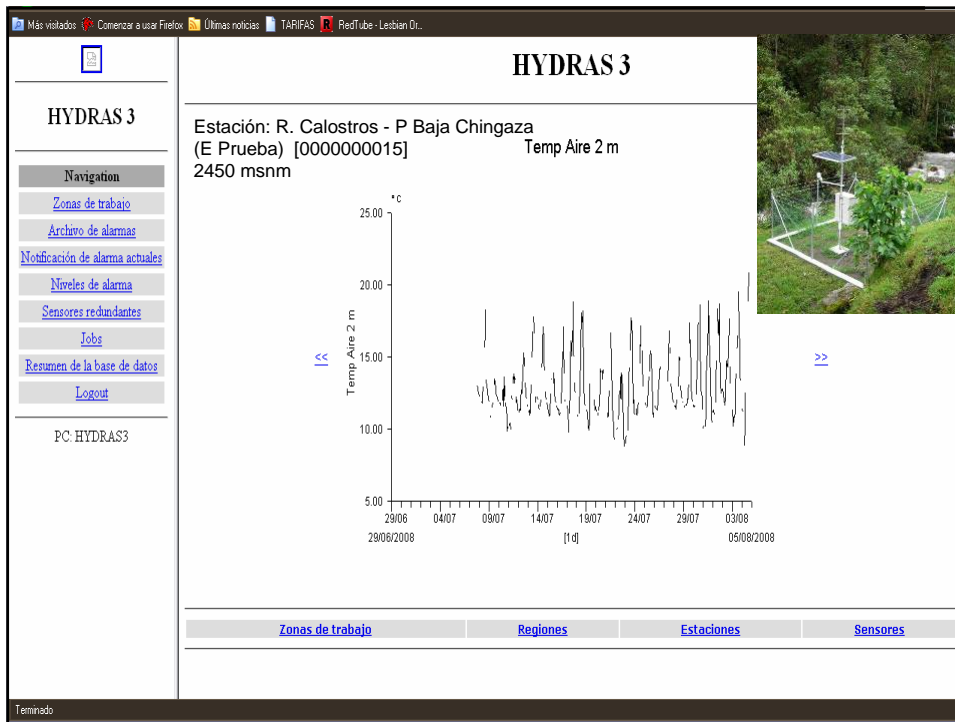 Más visitados Comenzar a usar Firefox Últimas noticias TARIFAS RedTube - Lesbian Or...
HYDRAS 3
Navigation
Zonas de trabajo
Archivo de alarmas
Notificación de alarma actuales
Niveles de alarma
Sensores redundantes
Jobs
Resumen de la base de datos
Logout
PC: HYDRAS3
HYDRAS 3
Estación: R. Calostros - P Baja Chingaza
(E Prueba) [0000000015]
2450 msnm
Temp Aire 2 m
°C
25.00
20.00
15.00
10.00
5.00
Temp Aire 2 m
<<
>>
29/06 04/07 09/07 14/07 19/07 24/07 29/07 03/08
29/06/2008 [1d] 05/08/2008
Zonas de trabajo Regiones Estaciones Sensores
Terminado